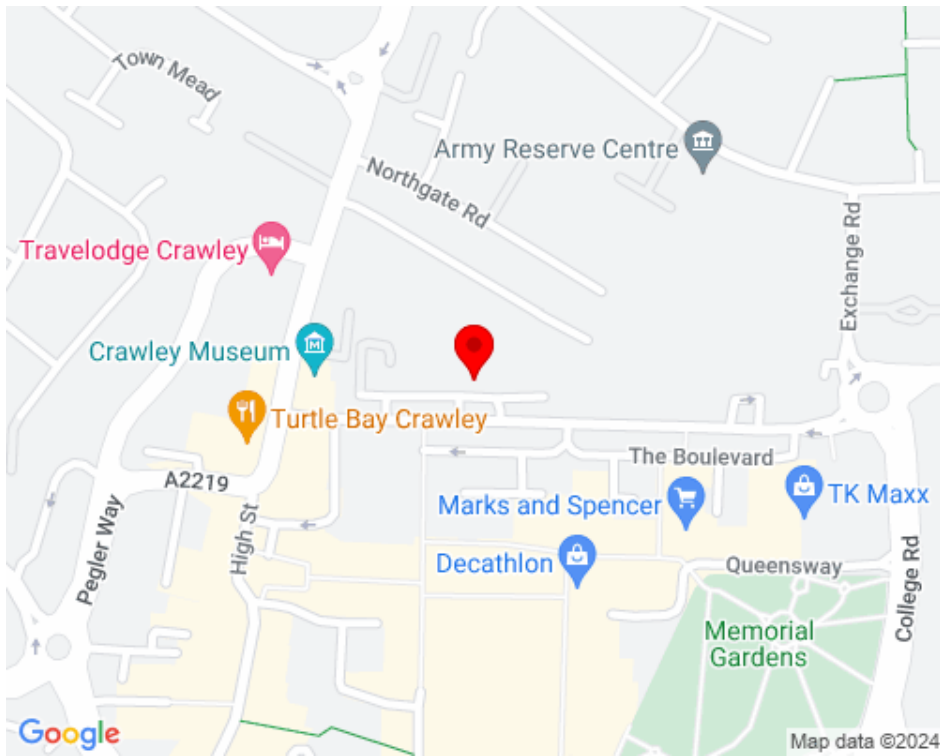 Town Mead
Army Reserve Centre
Northgate Rd
Travelodge Crawley
Exchange Rd
Crawley Museum
Turtle Bay Crawley
The Boulevard
A2219
Marks and Spencer
TK Maxx
High St
Pegler Way
Decathlon
Queensway
College Rd
Memorial
Gardens
Google
Map data ©2024